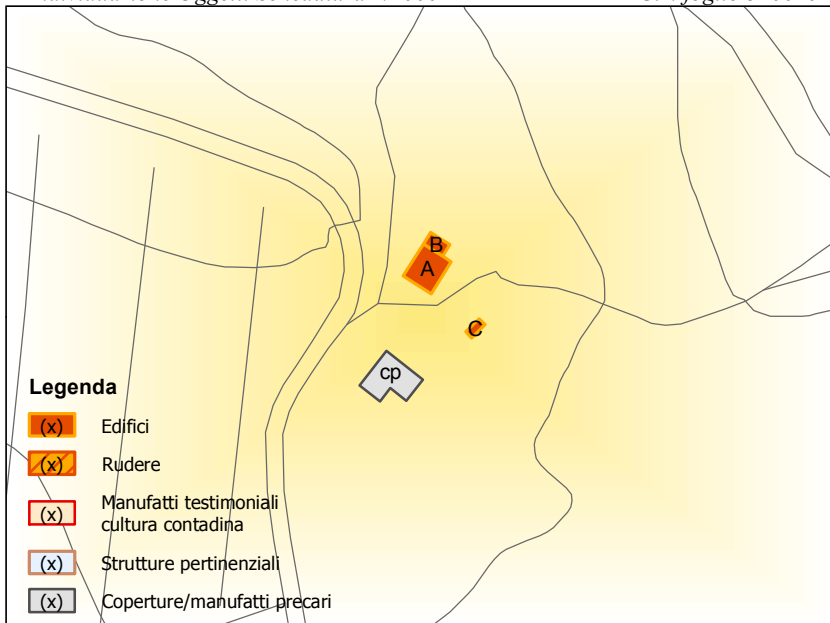 B
A
C
cp
Legenda
(x) Edifici
(x) Rudere
(x) Manufatti testimoniali
cultura contadina
(x) Strutture pertinenziali
(x) Coperture/manufatti precari